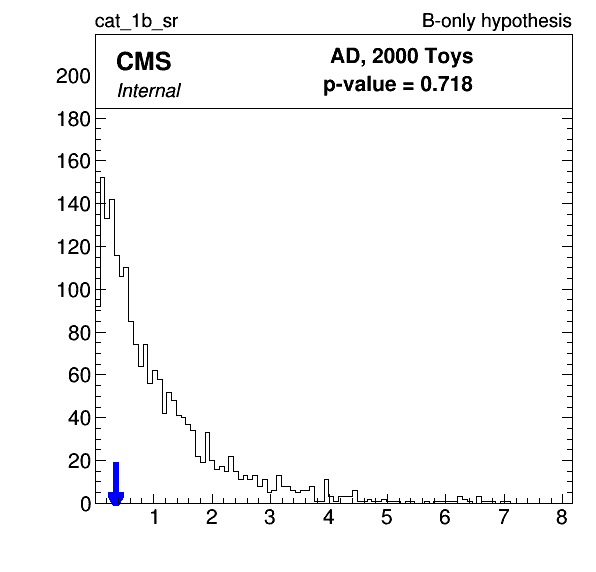 cat_1b_sr B-only hypothesis
CMS AD, 2000 Toys
Internal p-value = 0.718
200
180
160
140
120
100
80
60
40
20
0
1 2 3 4 5 6 7 8